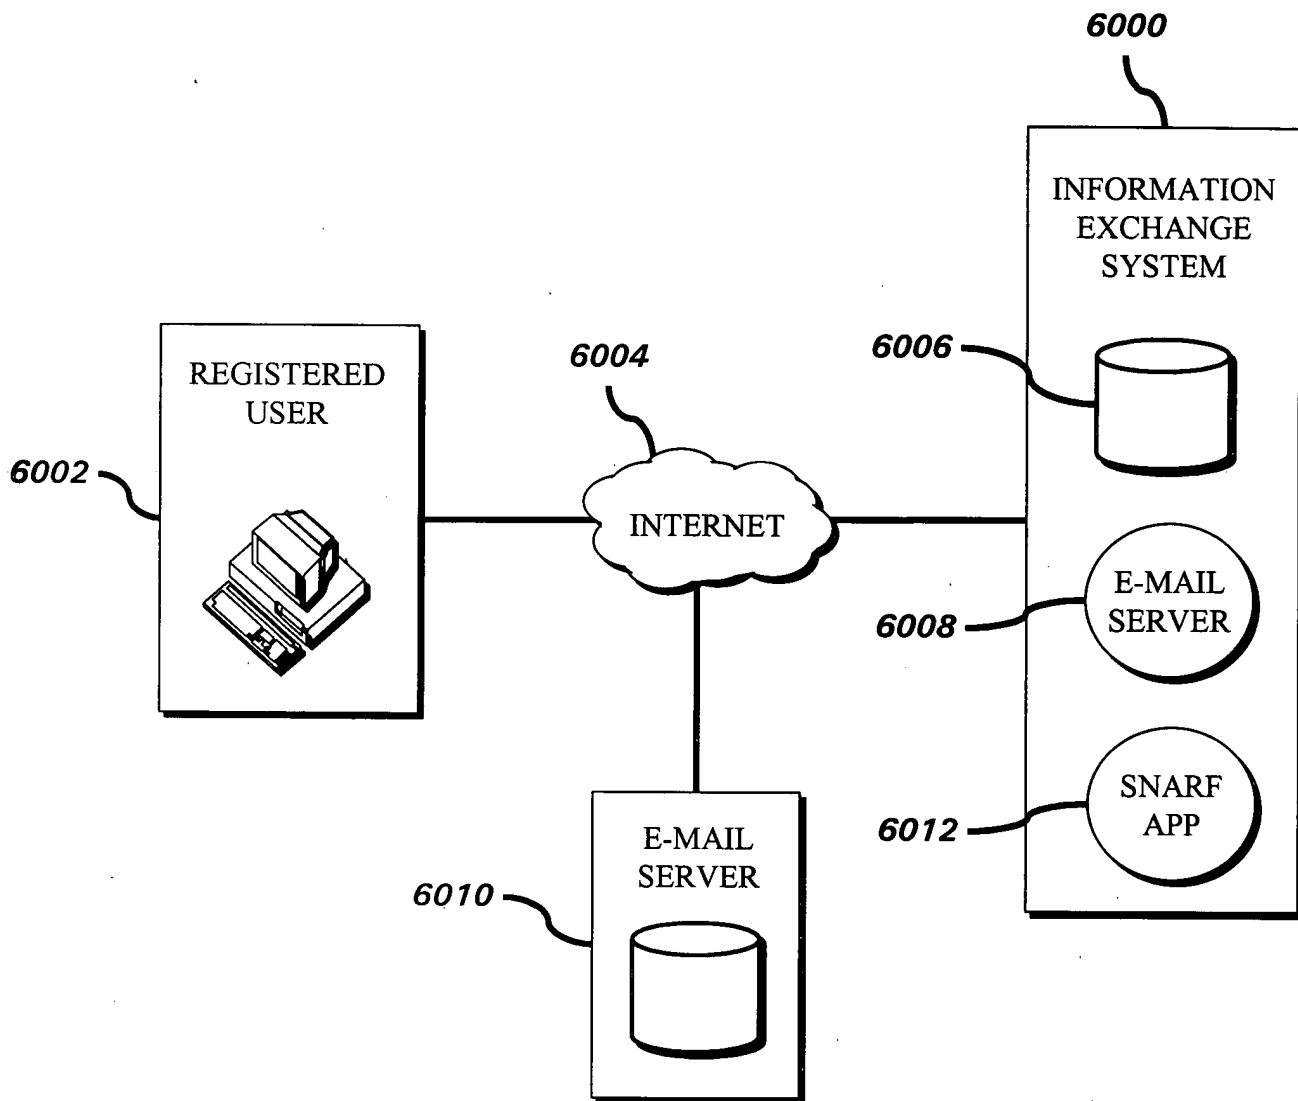 6000
INFORMATION
EXCHANGE
SYSTEM
6006
6004
REGISTERED
USER
6002
INTERNET
E-MAIL
SERVER
6008
SNARF
APP
6012
E-MAIL
SERVER
6010